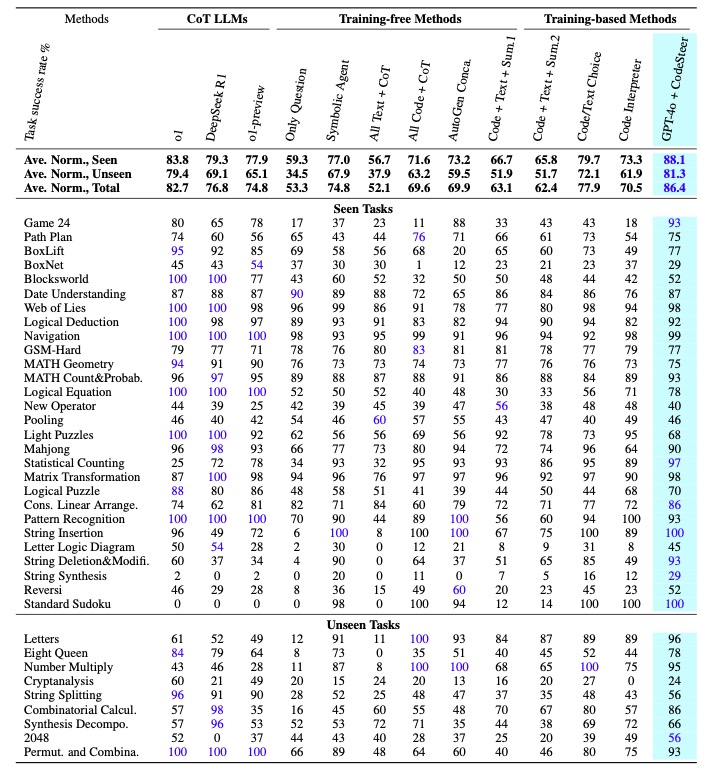 Methods CoT LLMs Training-free Methods Training-based Methods
Task success rate % o1 DeepSeek R1 o1-preview Only Question Symbolic Agent All Text + CoT All Code + CoT AutoGen Conca. Code + Text + Sum.1 Code + Text + Sum.2 Code/Text Choice Code Interpreter GPT-4o + CodeSteer
Ave. Norm., Seen 83.8 79.3 77.9 59.3 77.0 56.7 71.6 73.2 66.7 65.8 79.7 73.3 88.1
Ave. Norm., Unseen 79.4 69.1 65.1 34.5 67.9 37.9 63.2 59.5 51.9 51.7 72.1 61.9 81.3
Ave. Norm., Total 82.7 76.8 74.8 53.3 74.8 52.1 69.6 69.9 63.1 62.4 77.9 70.5 86.4
Seen Tasks
Game 24 80 65 78 17 37 23 11 88 33 43 43 18 93
Path Plan 74 60 56 65 43 44 76 71 66 61 73 54 75
BoxLift 95 92 85 69 58 56 68 20 65 60 73 49 77
BoxNet 45 43 54 37 30 30 1 12 23 21 23 37 29
Blocksworld 100 100 77 43 60 52 32 50 50 48 44 42 52
Date Understanding 87 88 87 90 89 88 72 65 86 84 86 76 87
Web of Lies 100 100 98 96 99 86 91 78 77 80 98 94 98
Logical Deduction 100 98 97 89 93 91 83 82 94 90 94 82 92
Navigation 100 100 100 98 93 95 99 91 96 94 92 98 99
GSM-Hard 79 77 71 78 76 80 83 81 81 78 77 79 77
MATH Geometry 94 91 90 76 73 73 74 73 77 76 76 73 75
MATH Count&Probab. 96 97 95 89 88 87 88 91 86 88 84 89 93
Logical Equation 100 100 100 52 50 52 40 48 30 33 56 71 78
New Operator 44 39 25 42 39 45 39 47 56 38 48 48 40
Pooling 46 40 42 54 46 60 57 55 43 47 40 49 46
Light Puzzles 100 100 92 62 56 56 69 56 92 78 73 95 68
Mahjong 96 98 93 66 77 73 80 94 72 74 96 64 90
Statistical Counting 25 72 78 34 93 32 95 93 93 86 95 89 97
Matrix Transformation 87 100 98 94 96 76 97 97 96 92 97 90 98
Logical Puzzle 88 80 86 48 58 51 41 39 44 50 44 68 70
Cons. Linear Arrange. 74 62 81 82 71 84 60 79 72 71 77 72 86
Pattern Recognition 100 100 100 70 90 44 89 100 56 60 94 100 93
String Insertion 96 49 72 6 100 8 100 100 67 75 100 89 100
Letter Logic Diagram 50 54 28 2 30 0 12 21 8 9 31 8 45
String Deletion&Modifi. 60 37 34 4 90 0 64 37 51 65 85 49 93
String Synthesis 2 0 2 0 20 0 11 0 7 5 16 12 29
Reversi 46 29 28 8 36 15 49 60 20 23 45 23 52
Standard Sudoku 0 0 0 0 98 0 100 94 12 14 100 100 100
Unseen Tasks
Letters 61 52 49 12 91 11 100 93 84 87 89 89 96
Eight Queen 84 79 64 8 73 0 35 51 40 45 52 44 78
Number Multiply 43 46 28 11 87 8 100 100 68 65 100 75 95
Cryptanalysis 60 21 49 20 15 24 20 13 16 20 27 0 24
String Splitting 96 91 90 28 52 25 48 47 37 35 48 43 56
Combinatorial Calcul. 57 98 35 16 45 60 55 48 70 67 80 57 86
Synthesis Decompo. 57 96 53 52 53 72 71 35 44 38 69 72 66
2048 52 0 37 44 43 40 28 37 25 20 39 49 56
Permut. and Combina. 100 100 100 66 89 48 64 60 40 46 80 75 93